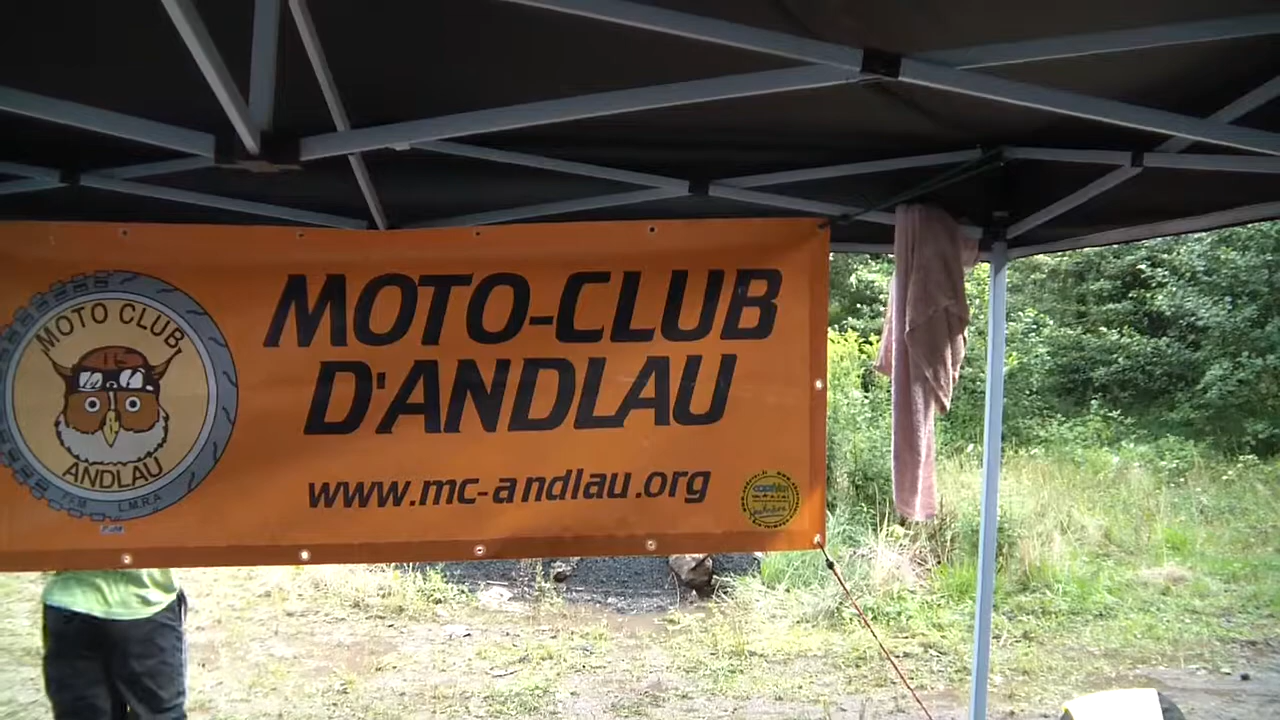 MOTO CLUB
ANDLAU
F.F.M
L.M.R.A
MOTO-CLUB
D'ANDLAU
www.mc-andlau.org